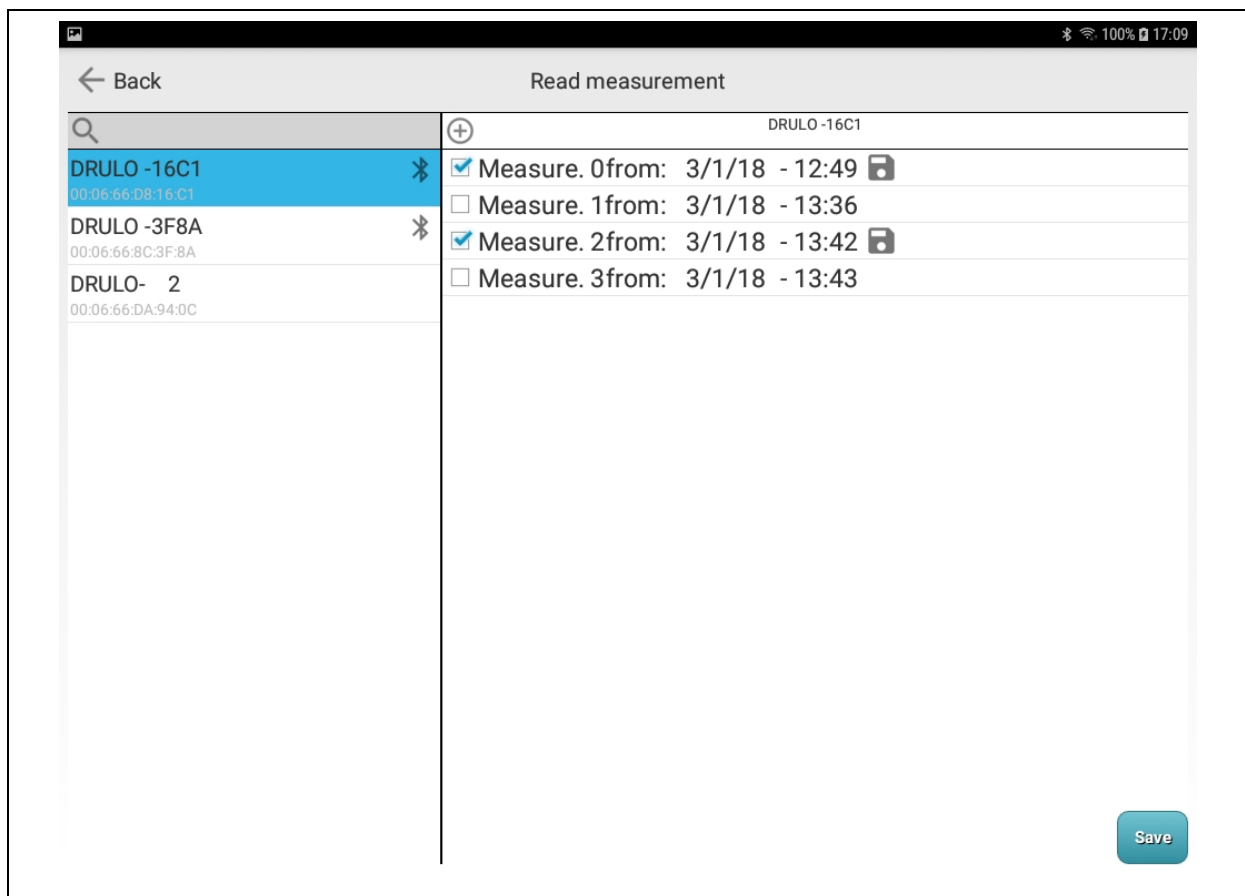 100% 17:09
Back
Read measurement
DRULO -16C1
00:06:66:D8:16:C1
DRULO -3F8A
00:06:66:8C:3F:8A
DRULO- 2
00:06:66:DA:94:0C
DRULO -16C1
Measure. 0from: 3/1/18 - 12:49
Measure. 1from: 3/1/18 - 13:36
Measure. 2from: 3/1/18 - 13:42
Measure. 3from: 3/1/18 - 13:43
Save